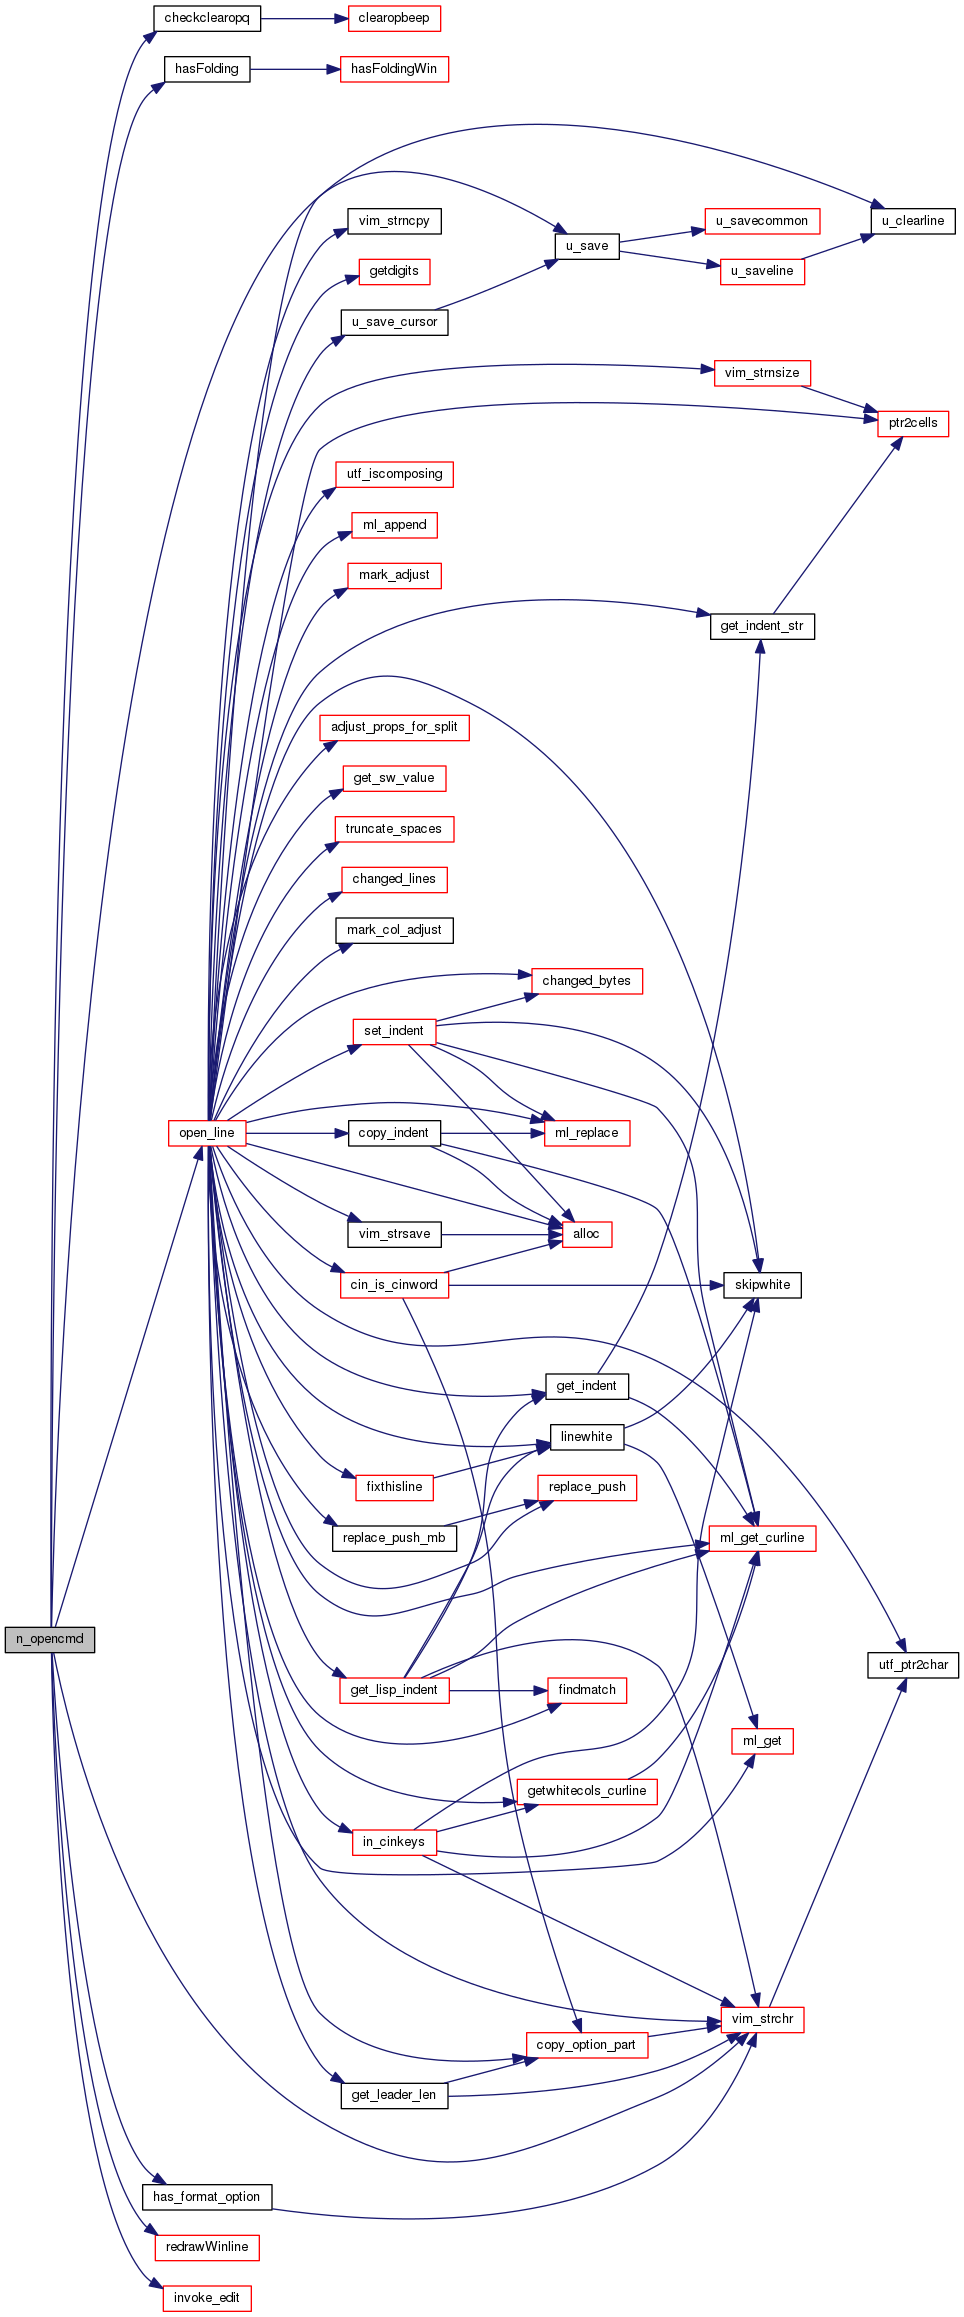 checkclearopq
clearopbeep
hasFolding
hasFoldingWin
vim_strncpy
u_savecommon
u_clearline
u_save
getdigits
u_saveline
u_save_cursor
vim_strnsize
ptr2cells
utf_iscomposing
ml_append
mark_adjust
get_indent_str
adjust_props_for_split
get_sw_value
truncate_spaces
changed_lines
mark_col_adjust
changed_bytes
set_indent
open_line
copy_indent
ml_replace
vim_strsave
alloc
cin_is_cinword
skipwhite
get_indent
linewhite
fixthisline
replace_push
replace_push_mb
ml_get_curline
n_opencmd
utf_ptr2char
get_lisp_indent
findmatch
ml_get
getwhitecols_curline
in_cinkeys
vim_strchr
copy_option_part
get_leader_len
has_format_option
redrawWinline
invoke_edit